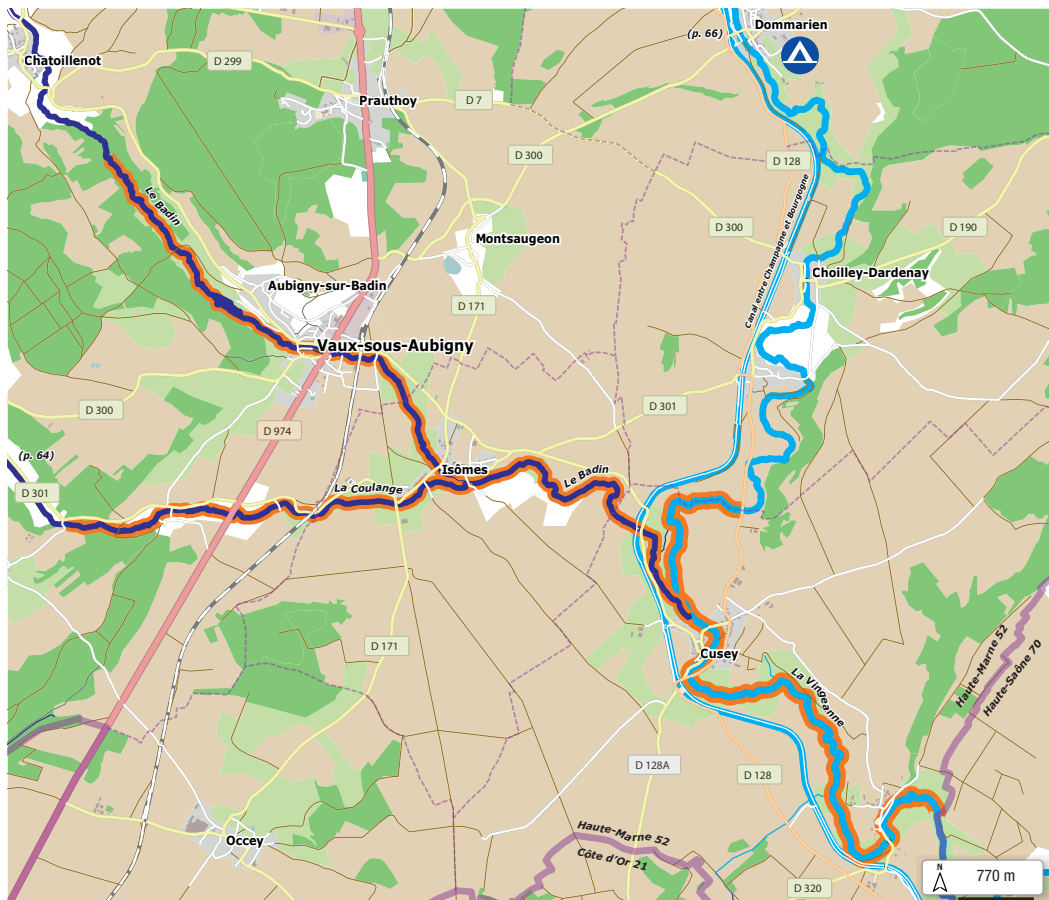 Dommarien
(p. 66)
Chatoillenot
D 299
Prauthoy
D 7
D 300
D 128
Le Badin
Canal entre Champagne et Bourgogne
D 300
D 190
Montsaugeon
Choilley-Dardenay
Aubigny-sur-Badin
D 171
Vaux-sous-Aubigny
D 300
D 301
D 974
(p. 64)
Isômes
Le Badin
La Coulange
D 301
Haute-Marne 52
Haute-Saône 70
D 171
Cusey
La Vingeanne
D 128A
D 128
Occey
Haute-Marne 52
Côte d'Or 21
N
770 m
D 320